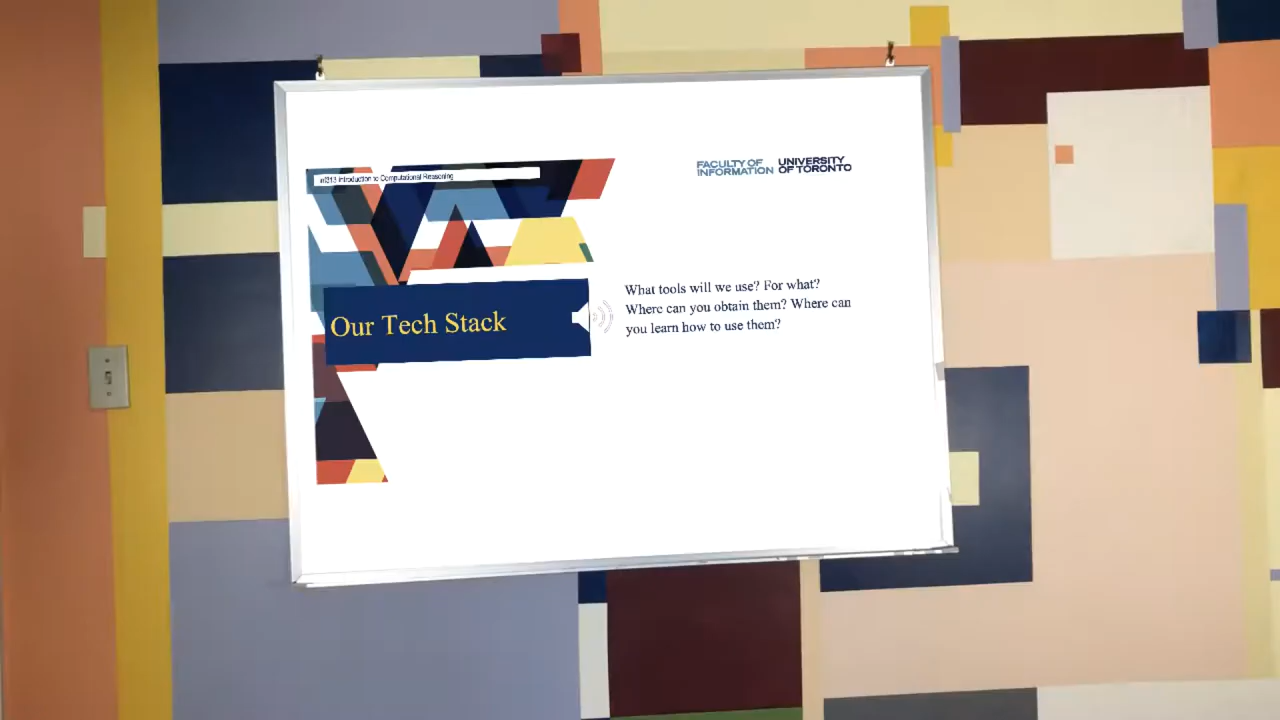 inf313 Introduction to Computational Reasoning
FACULTY OF INFORMATION
UNIVERSITY OF TORONTO
Our Tech Stack
What tools will we use? For what?
Where can you obtain them? Where can
you learn how to use them?